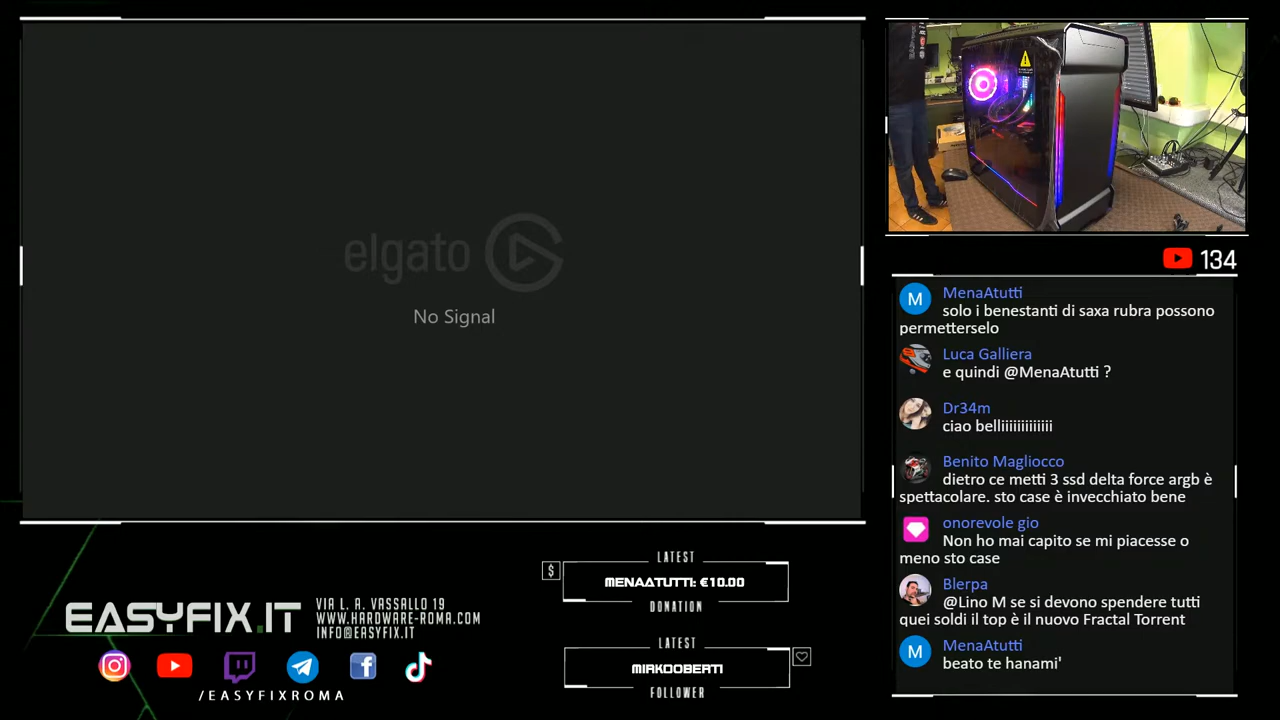 elgato
No Signal
134
MenaAtutti
solo i benestanti di saxa rubra possono
permetterselo
Luca Galliera
e quindi @MenaAtutti ?
Dr34m
ciao belliiiiiiiiiiiii
Benito Magliocco
dietro ce metti 3 ssd delta force argb è
spettacolare. sto case è invecchiato bene
onorevole gio
Non ho mai capito se mi piacesse o
meno sto case
Blerpa
@Lino M se si devono spendere tutti
quei soldi il top è il nuovo Fractal Torrent
M MenaAtutti
beato te hanami'
EASYFIX.IT
VIA L. A. VASSALLO 19
WWW.HARDWARE-ROMA.COM
INFO@EASYFIX.IT
/EASYFIXROMA
LATEST
$ MENAATUTTI: €10.00
DONATION
LATEST
MIRKOOBERTI
FOLLOWER